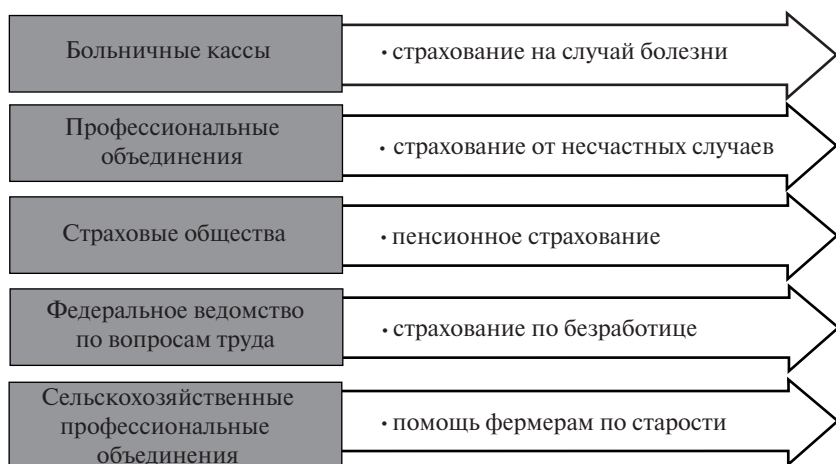 Больничные кассы
• страхование на случай болезни
Профессиональные
объединения
• страхование от несчастных случаев
Страховые общества
• пенсионное страхование
Федеральное ведомство
по вопросам труда
• страхование по безработице
Сельскохозяйственные
профессиональные
объединения
• помощь фермерам по старости